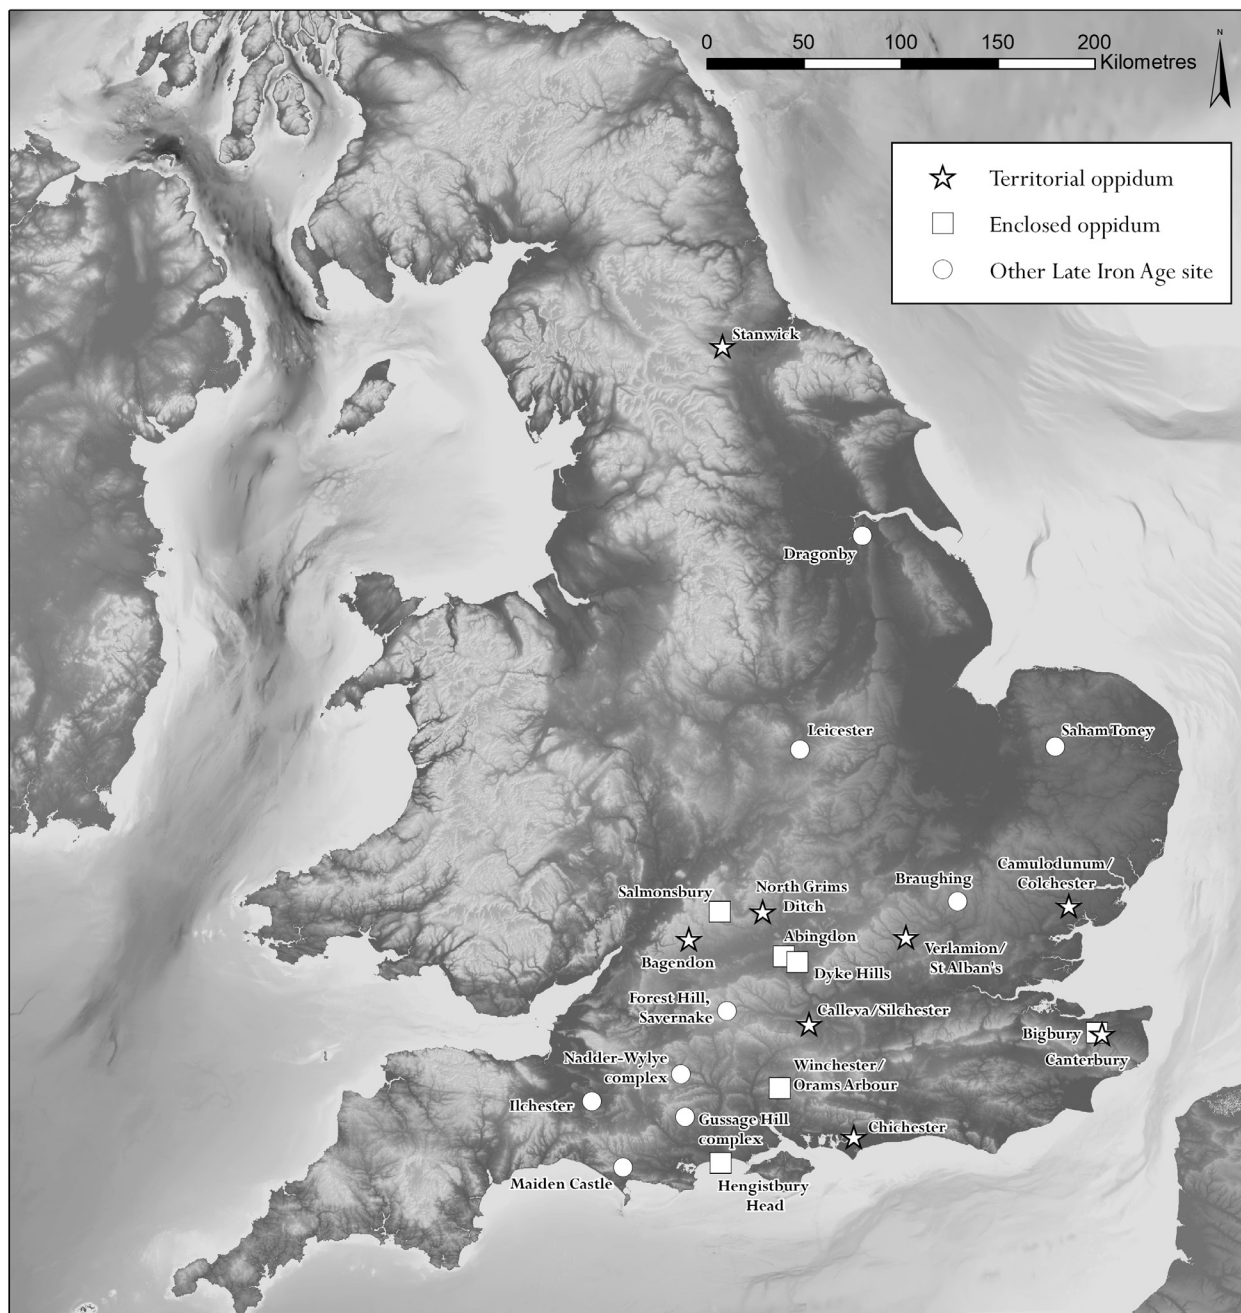 0 50 100 150 200
Kilometres
N
Territorial oppidum
Enclosed oppidum
Other Late Iron Age site
Stanwick
Dragonby
Leicester
Saham Toney
Camulodunum/
Colchester
Braughing
Salmonsbury
North Grims
Ditch
Abingdon
Bagendon
Dyke Hills
Verlamion/
St Alban's
Forest Hill,
Savernake
Calleva/Silchester
Bigbury
Canterbury
Nadder-Wylye
complex
Winchester/
Orams Arbour
Ilchester
Gussage Hill
complex
Chichester
Maiden Castle
Hengistbury
Head